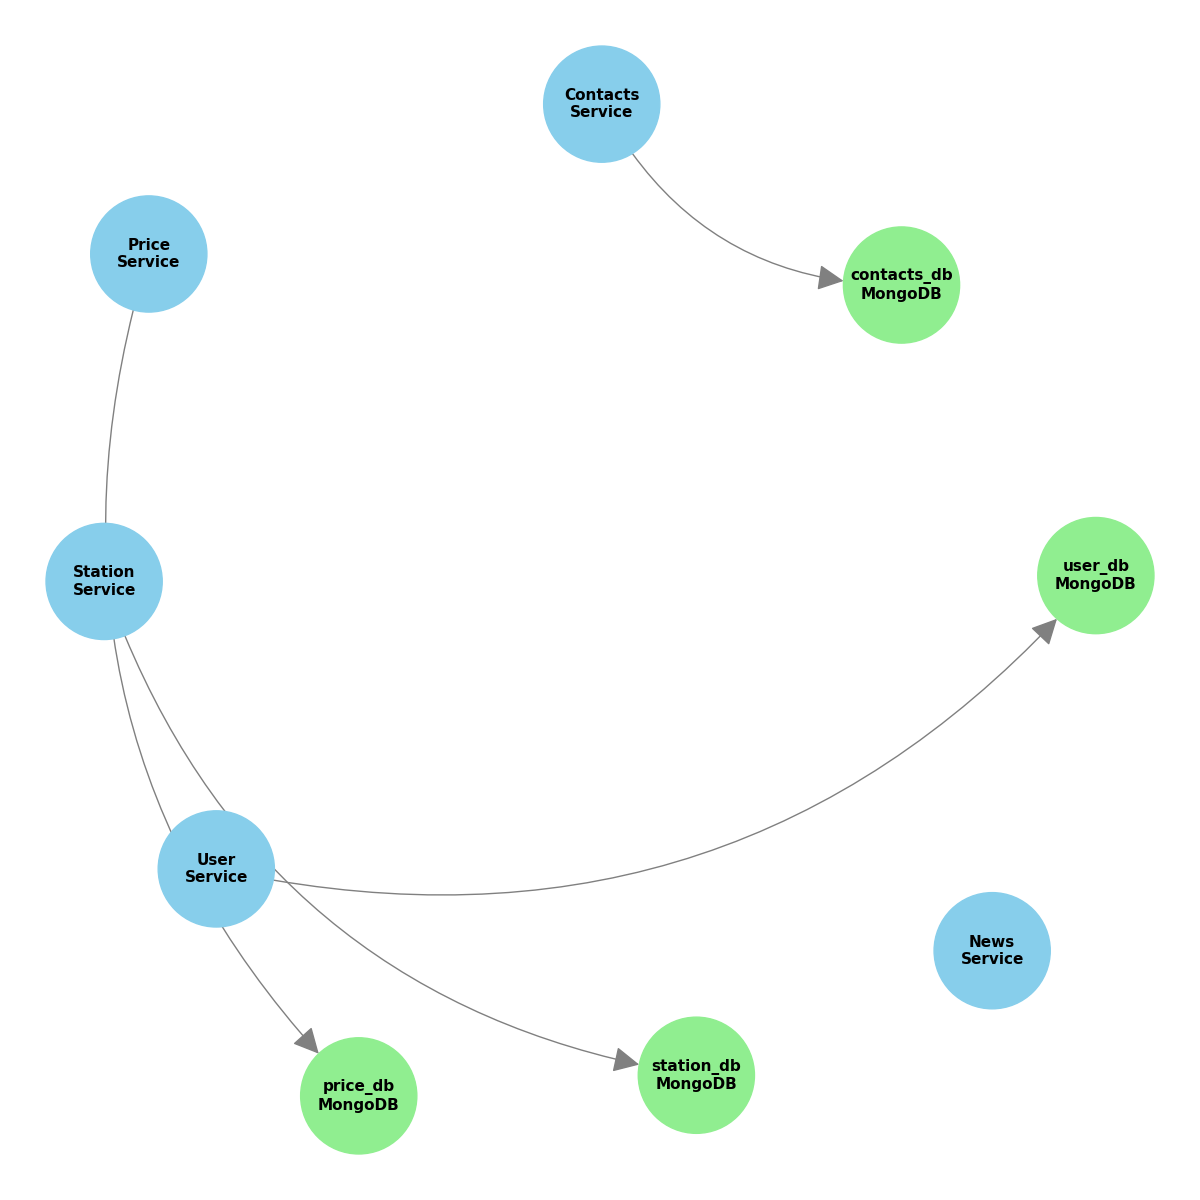 Contacts
Service
Price
Service
contacts_db
MongoDB
Station
Service
user_db
MongoDB
User
Service
News
Service
station_db
MongoDB
price_db
MongoDB